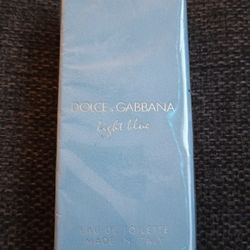 DOLCE & GABBANA
light blue
EAU DE TOILETTE
MADE IN ITALY